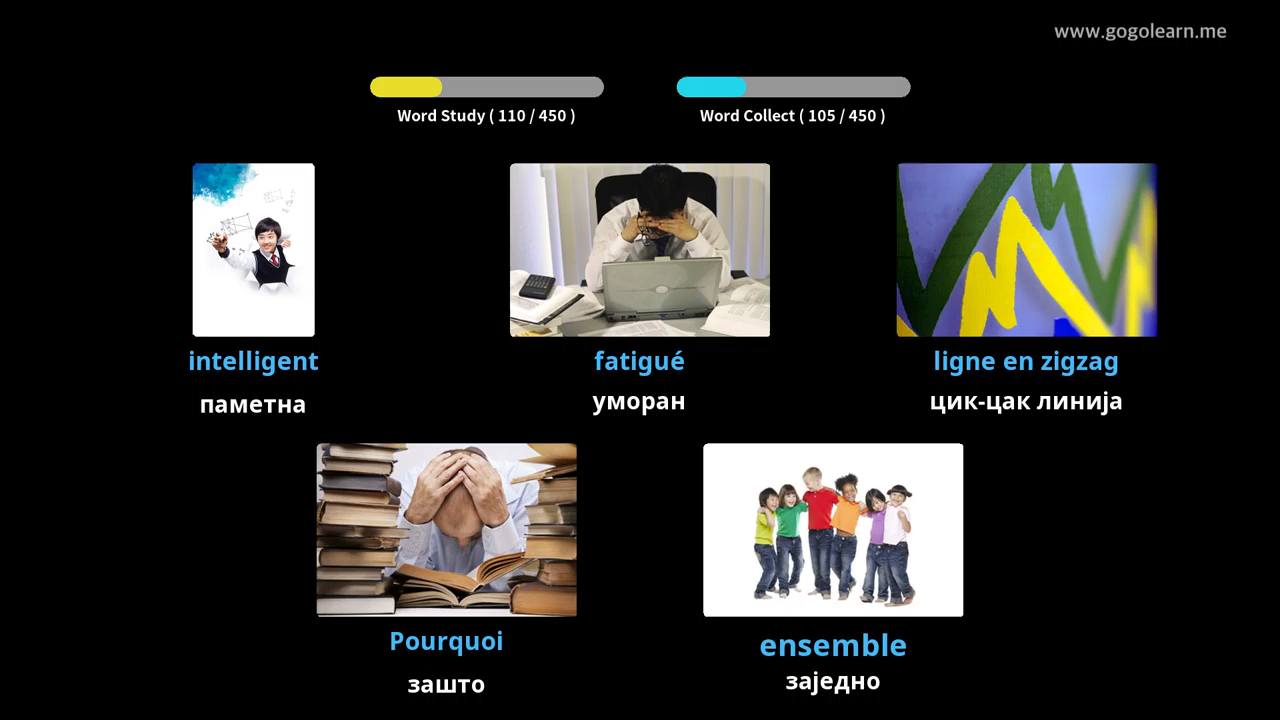 www.gogolearn.me
Word Study ( 110 / 450 )
Word Collect ( 105 / 450 )
intelligent
паметна
fatigué
уморан
ligne en zigzag
цик-цак линија
Pourquoi
зашто
ensemble
заједно